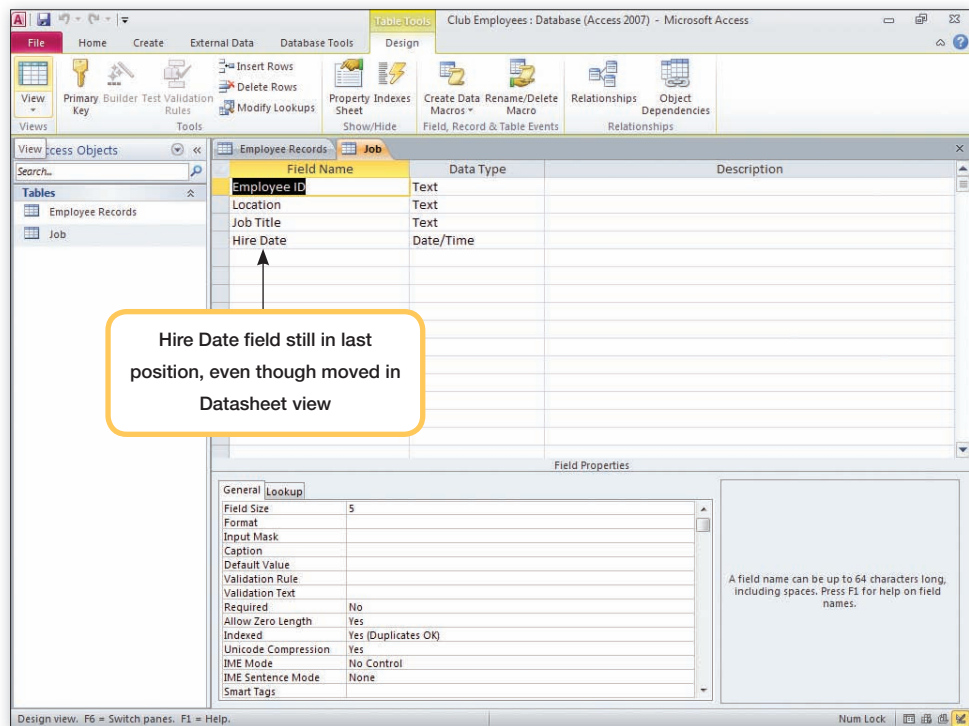 A
Table Tools
Club Employees : Database (Access 2007) - Microsoft Access
File Home Create External Data Database Tools Design
View
Primary Key
Builder
Test Validation Rules
Insert Rows
Delete Rows
Modify Lookups
Property Sheet
Indexes
Create Data Macros
Rename/Delete Macro
Relationships
Object Dependencies
Views
Tools
Show/Hide
Field, Record & Table Events
Relationships
View
ccess Objects
Search...
Tables
Employee Records
Job
Employee Records
Job
Field Name Data Type Description
Employee ID Text
Location Text
Job Title Text
Hire Date Date/Time
Hire Date field still in last
position, even though moved in
Datasheet view
Field Properties
General Lookup
Field Size 5
Format
Input Mask
Caption
Default Value
Validation Rule
Validation Text
Required No
Allow Zero Length Yes
Indexed Yes (Duplicates OK)
Unicode Compression Yes
IME Mode No Control
IME Sentence Mode None
Smart Tags
A field name can be up to 64 characters long,
including spaces. Press F1 for help on field
names.
Design view. F6 = Switch panes. F1 = Help.
Num Lock